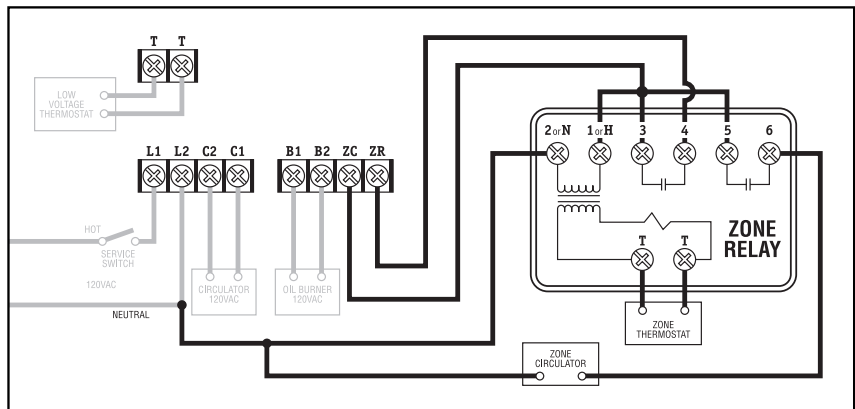 T T
LOW
VOLTAGE
THERMOSTAT
L1 L2 C2 C1
B1 B2 ZC ZR
HOT
SERVICE
SWITCH
120VAC
NEUTRAL
CIRCULATOR
120VAC
OIL BURNER
120VAC
2 or N 1 or H 3 4 5 6
ZONE
RELAY
T T
ZONE
THERMOSTAT
ZONE
CIRCULATOR